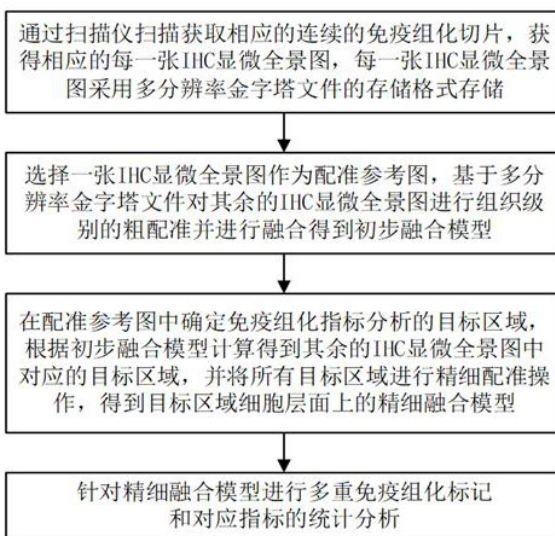 通过扫描仪扫描获取相应的连续的免疫组化切片，获
得相应的每一张IHC显微全景图，每一张IHC显微全景
图采用多分辨率金字塔文件的存储格式存储
选择一张IHC显微全景图作为配准参考图，基于多分
辨率金字塔文件对其余的IHC显微全景图进行组织级
别的粗配准并进行融合得到初步融合模型
在配准参考图中确定免疫组化指标分析的目标区域，
根据初步融合模型计算得到其余的IHC显微全景图中
对应的目标区域，并将所有目标区域进行精细配准操
作，得到目标区域细胞层面上的精细融合模型
针对精细融合模型进行多重免疫组化标记
和对应指标的统计分析